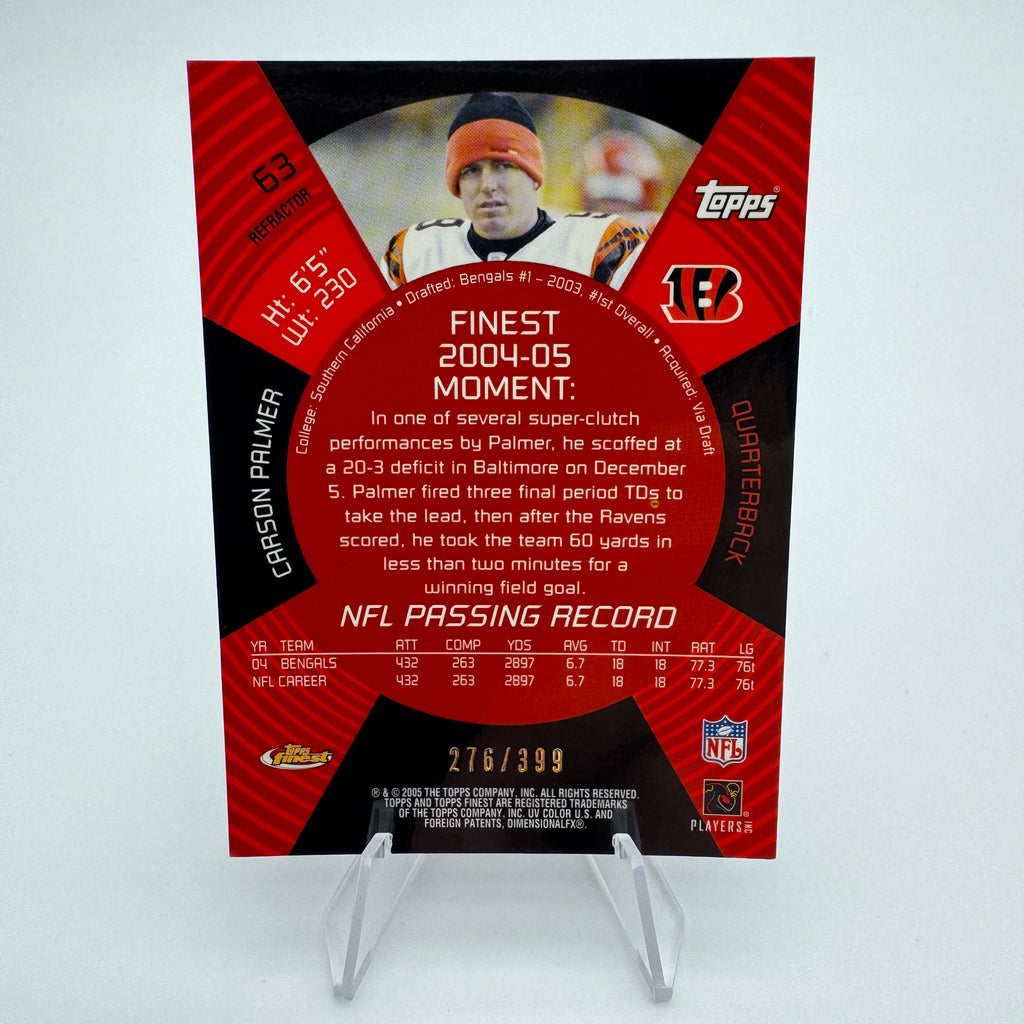 63
REFRACTOR
Ht: 6'5"
Wt: 230
TOPPS®
B
College: Southern California • Drafted: Bengals #1 - 2003, #1st Overall • Acquired: Via Draft
CARSON PALMER
QUARTERBACK
FINEST
2004-05
MOMENT:
In one of several super-clutch
performances by Palmer, he scoffed at
a 20-3 deficit in Baltimore on December
5. Palmer fired three final period TDs to
take the lead, then after the Ravens
scored, he took the team 60 yards in
less than two minutes for a
winning field goal.
NFL PASSING RECORD
YR TEAM ATT COMP YDS AVG TD INT RAT LG
04 BENGALS 432 263 2897 6.7 18 18 77.3 76t
NFL CAREER 432 263 2897 6.7 18 18 77.3 76t
TOPPS
finest
NFL
276/399
® & © 2005 THE TOPPS COMPANY, INC. ALL RIGHTS RESERVED.
TOPPS AND TOPPS FINEST ARE REGISTERED TRADEMARKS
OF THE TOPPS COMPANY, INC. UV COLOR U.S. AND
FOREIGN PATENTS, DIMENSIONALFX®.
PLAYERS INC